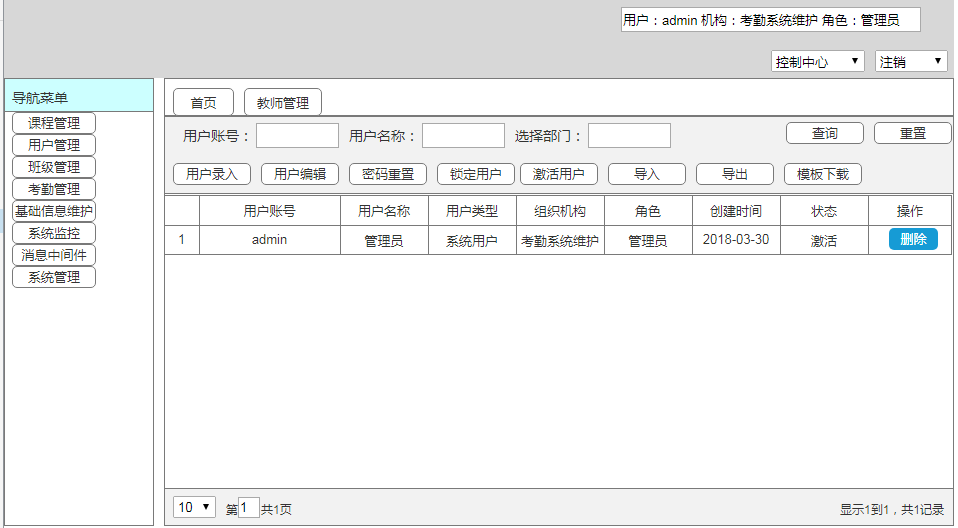 用户：admin 机构：考勤系统维护 角色：管理员
控制中心 注销
导航菜单
课程管理
用户管理
班级管理
考勤管理
基础信息维护
系统监控
消息中间件
系统管理
首页 教师管理
用户账号： 用户名称： 选择部门： 查询 重置
用户录入 用户编辑 密码重置 锁定用户 激活用户 导入 导出 模板下载
用户账号 用户名称 用户类型 组织机构 角色 创建时间 状态 操作
1 admin 管理员 系统用户 考勤系统维护 管理员 2018-03-30 激活 删除
10 第1共1页 显示1到1，共1记录